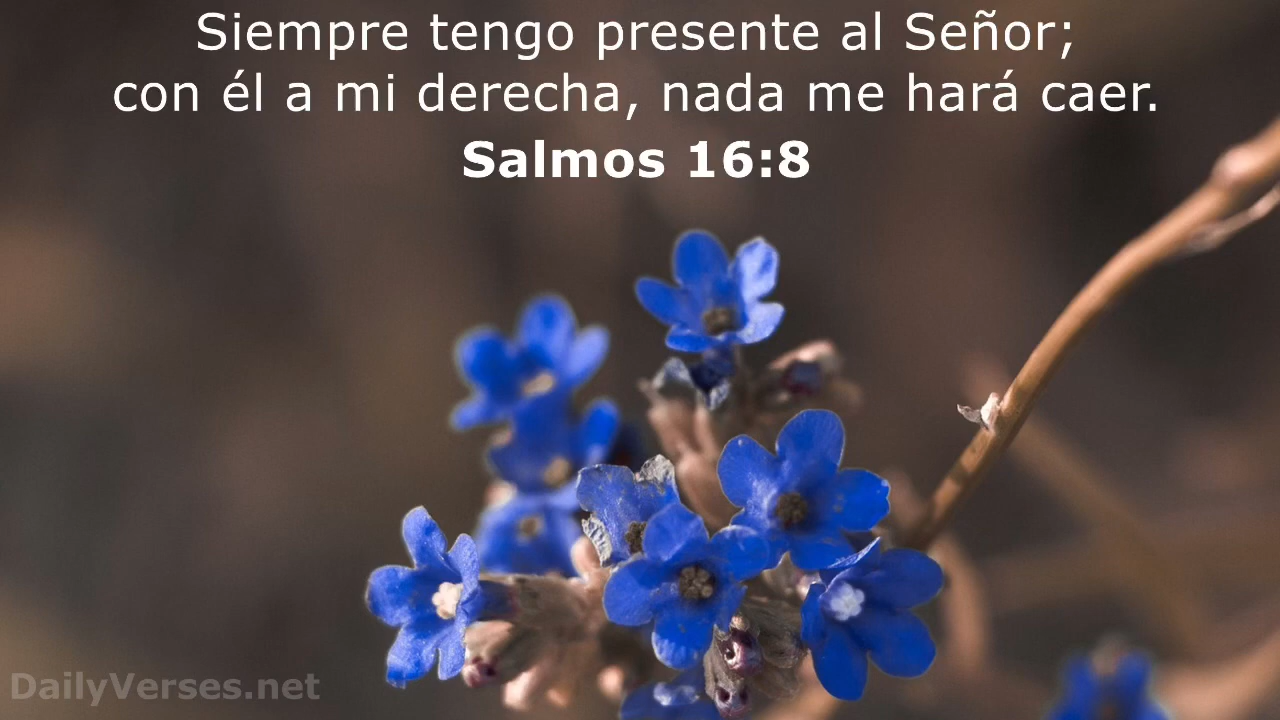 Siempre tengo presente al Señor;
con él a mi derecha, nada me hará caer.
Salmos 16:8
DailyVerses.net